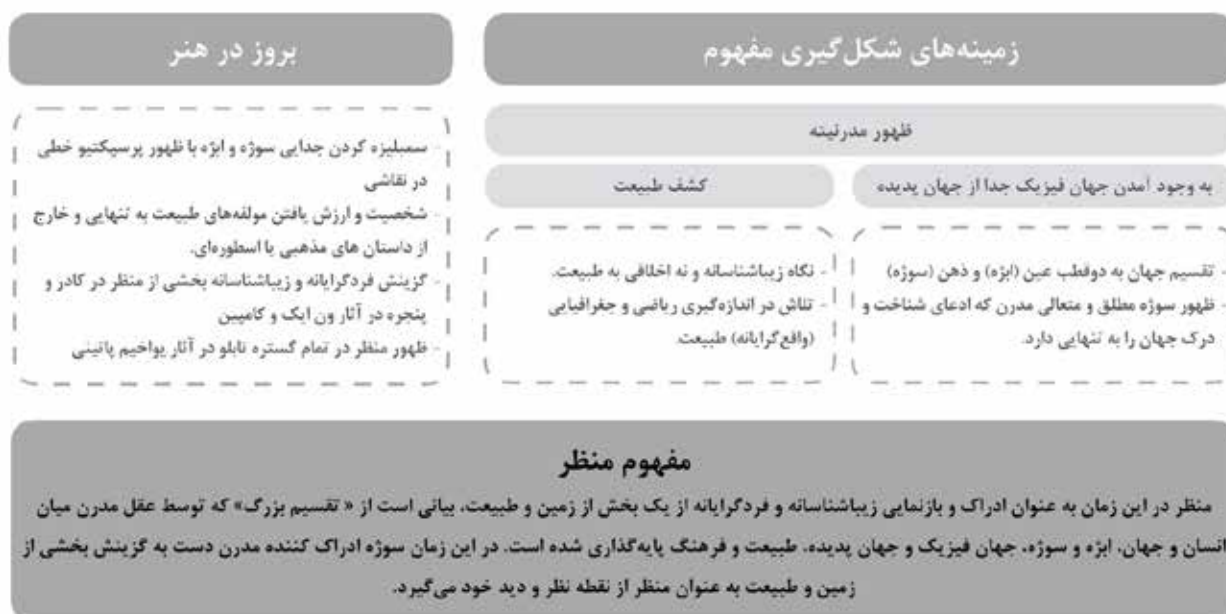 زمینه‌های شکل‌گیری مفهوم
ظهور مدرنیته
به وجود آمدن جهان فیزیک جدا از جهان پدیده
- تقسیم جهان به دوقطب عین (ابژه) و ذهن (سوژه)
- ظهور سوژه مطلق و متعالی مدرن که ادعای شناخت و
درک جهان را به تنهایی دارد.
کشف طبیعت
- نگاه زیباشناسانه و نه اخلاقی به طبیعت.
- تلاش در اندازه‌گیری ریاضی و جغرافیایی
(واقع‌گرایانه) طبیعت.
بروز در هنر
- سمبلیزه کردن جدایی سوژه و ابژه با ظهور پرسپکتیو خطی
در نقاشی
- شخصیت و ارزش یافتن مولفه‌های طبیعت به تنهایی و خارج
از داستان های مذهبی یا اسطوره‌ای.
- گزینش فردگرایانه و زیباشناسانه بخشی از منظر در کادر و
پنجره در آثار ون ایک و کامپین
- ظهور منظر در تمام گستره تابلو در آثار یواخیم پاتینی
مفهوم منظر
منظر در این زمان به عنوان ادراک و بازنمایی زیباشناسانه و فردگرایانه از یک بخش از زمین و طبیعت، بیانی است از « تقسیم بزرگ» که توسط عقل مدرن میان
انسان و جهان، ابژه و سوژه، جهان فیزیک و جهان پدیده، طبیعت و فرهنگ پایه‌گذاری شده است. در این زمان سوژه ادراک کننده مدرن دست به گزینش بخشی از
زمین و طبیعت به عنوان منظر از نقطه نظر و دید خود می‌گیرد.